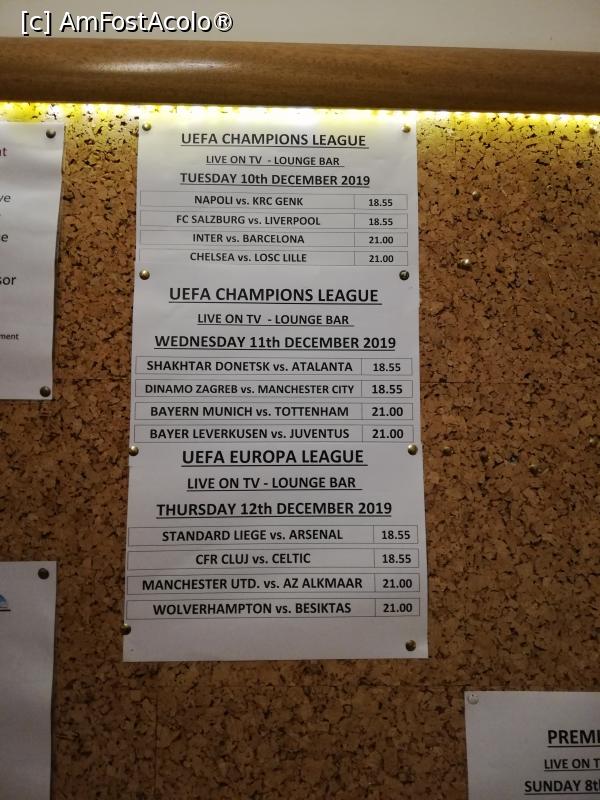 [c] AmFostAcolo®
UEFA CHAMPIONS LEAGUE
LIVE ON TV - LOUNGE BAR
TUESDAY 10th DECEMBER 2019
NAPOLI vs. KRC GENK 18.55
FC SALZBURG vs. LIVERPOOL 18.55
INTER vs. BARCELONA 21.00
CHELSEA vs. LOSC LILLE 21.00
UEFA CHAMPIONS LEAGUE
LIVE ON TV - LOUNGE BAR
WEDNESDAY 11th DECEMBER 2019
SHAKHTAR DONETSK vs. ATALANTA 18.55
DINAMO ZAGREB vs. MANCHESTER CITY 18.55
BAYERN MUNICH vs. TOTTENHAM 21.00
BAYER LEVERKUSEN vs. JUVENTUS 21.00
UEFA EUROPA LEAGUE
LIVE ON TV - LOUNGE BAR
THURSDAY 12th DECEMBER 2019
STANDARD LIEGE vs. ARSENAL 18.55
CFR CLUJ vs. CELTIC 18.55
MANCHESTER UTD. vs. AZ ALKMAAR 21.00
WOLVERHAMPTON vs. BESIKTAS 21.00
PREMI
LIVE ON T
SUNDAY 8t